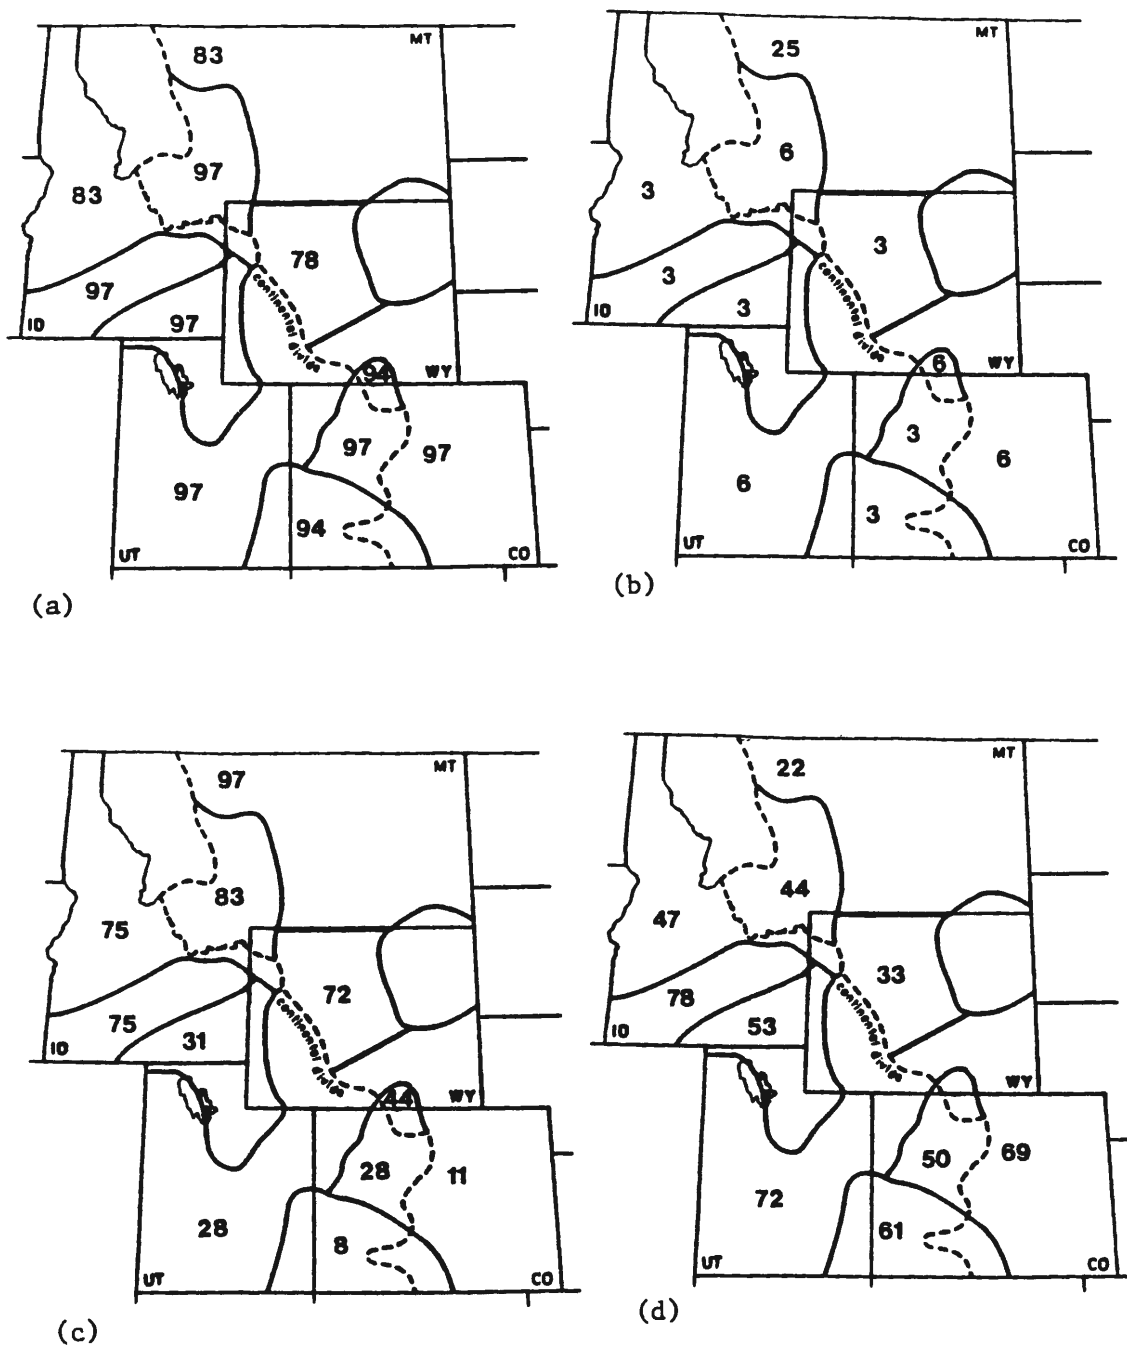 83
MT
97
83
78
continental divide
97
97
ID
94
WY
97
97
97
94
UT
CO
(a)
25
MT
6
3
3
continental divide
3
3
ID
6
WY
3
6
6
3
UT
CO
(b)
97
MT
83
75
72
continental divide
75
31
ID
44
WY
28
11
28
8
UT
CO
(c)
22
MT
44
47
33
continental divide
78
53
ID
WY
50
69
72
61
UT
CO
(d)